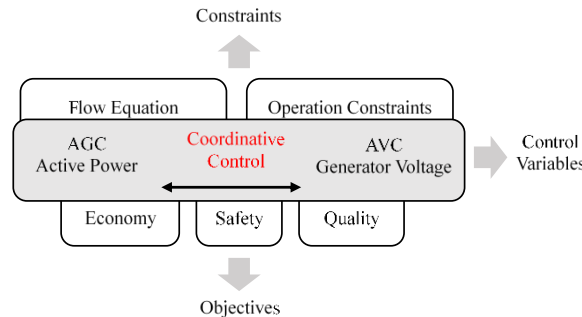 Constraints
Flow Equation
Operation Constraints
AGC
Active Power
Coordinative
Control
AVC
Generator Voltage
Control
Variables
Economy
Safety
Quality
Objectives